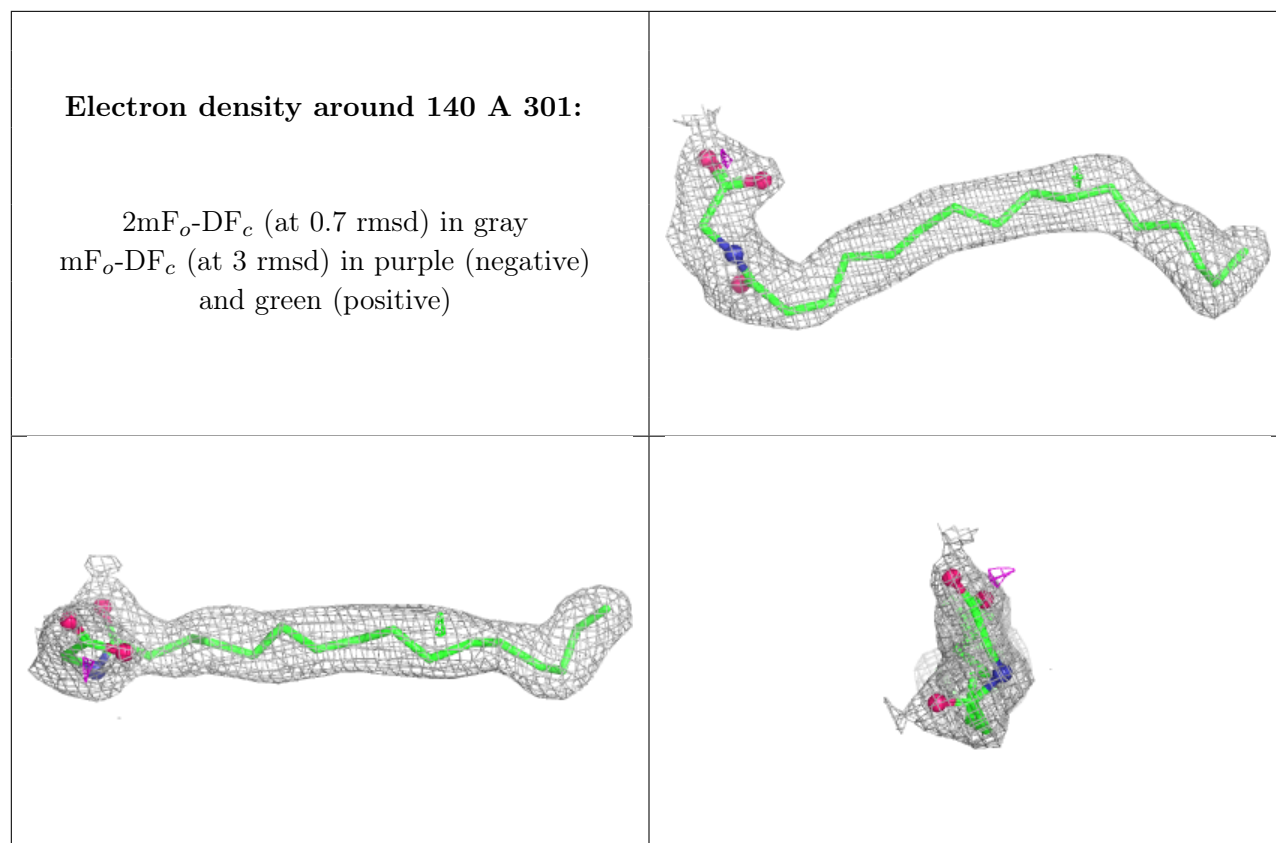 Electron density around 140 A 301:
2mFo-DFc (at 0.7 rmsd) in gray
mFo-DFc (at 3 rmsd) in purple (negative)
and green (positive)